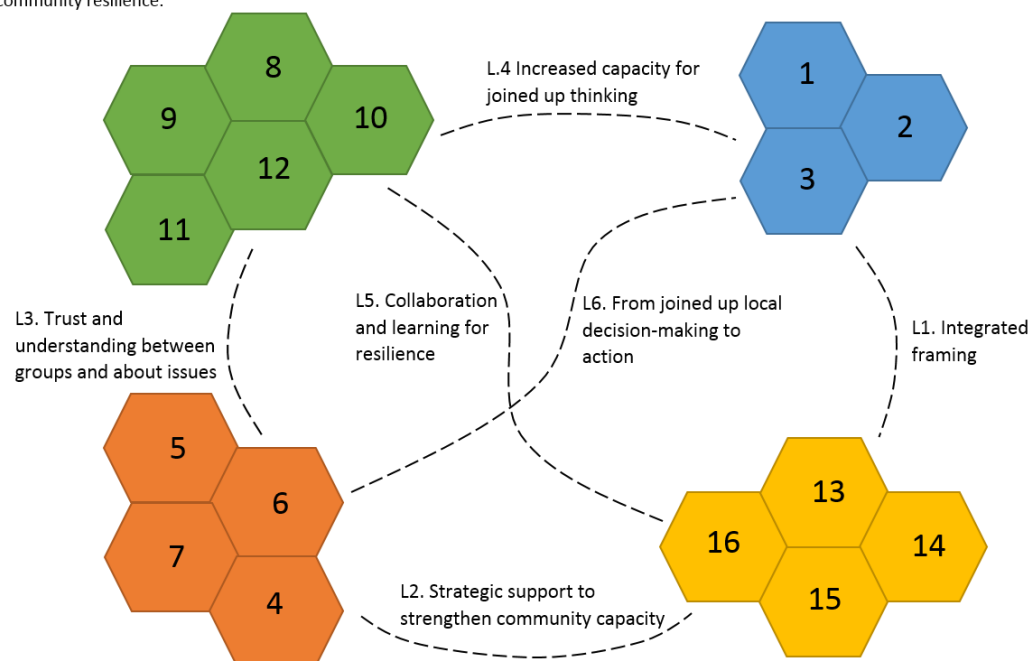 community resilience.
8
9
10
12
11
L.4 Increased capacity for
joined up thinking
1
2
3
L3. Trust and
understanding between
groups and about issues
L5. Collaboration
and learning for
resilience
L6. From joined up local
decision-making to
action
L1. Integrated
framing
5
6
7
4
L2. Strategic support to
strengthen community capacity
13
16
14
15